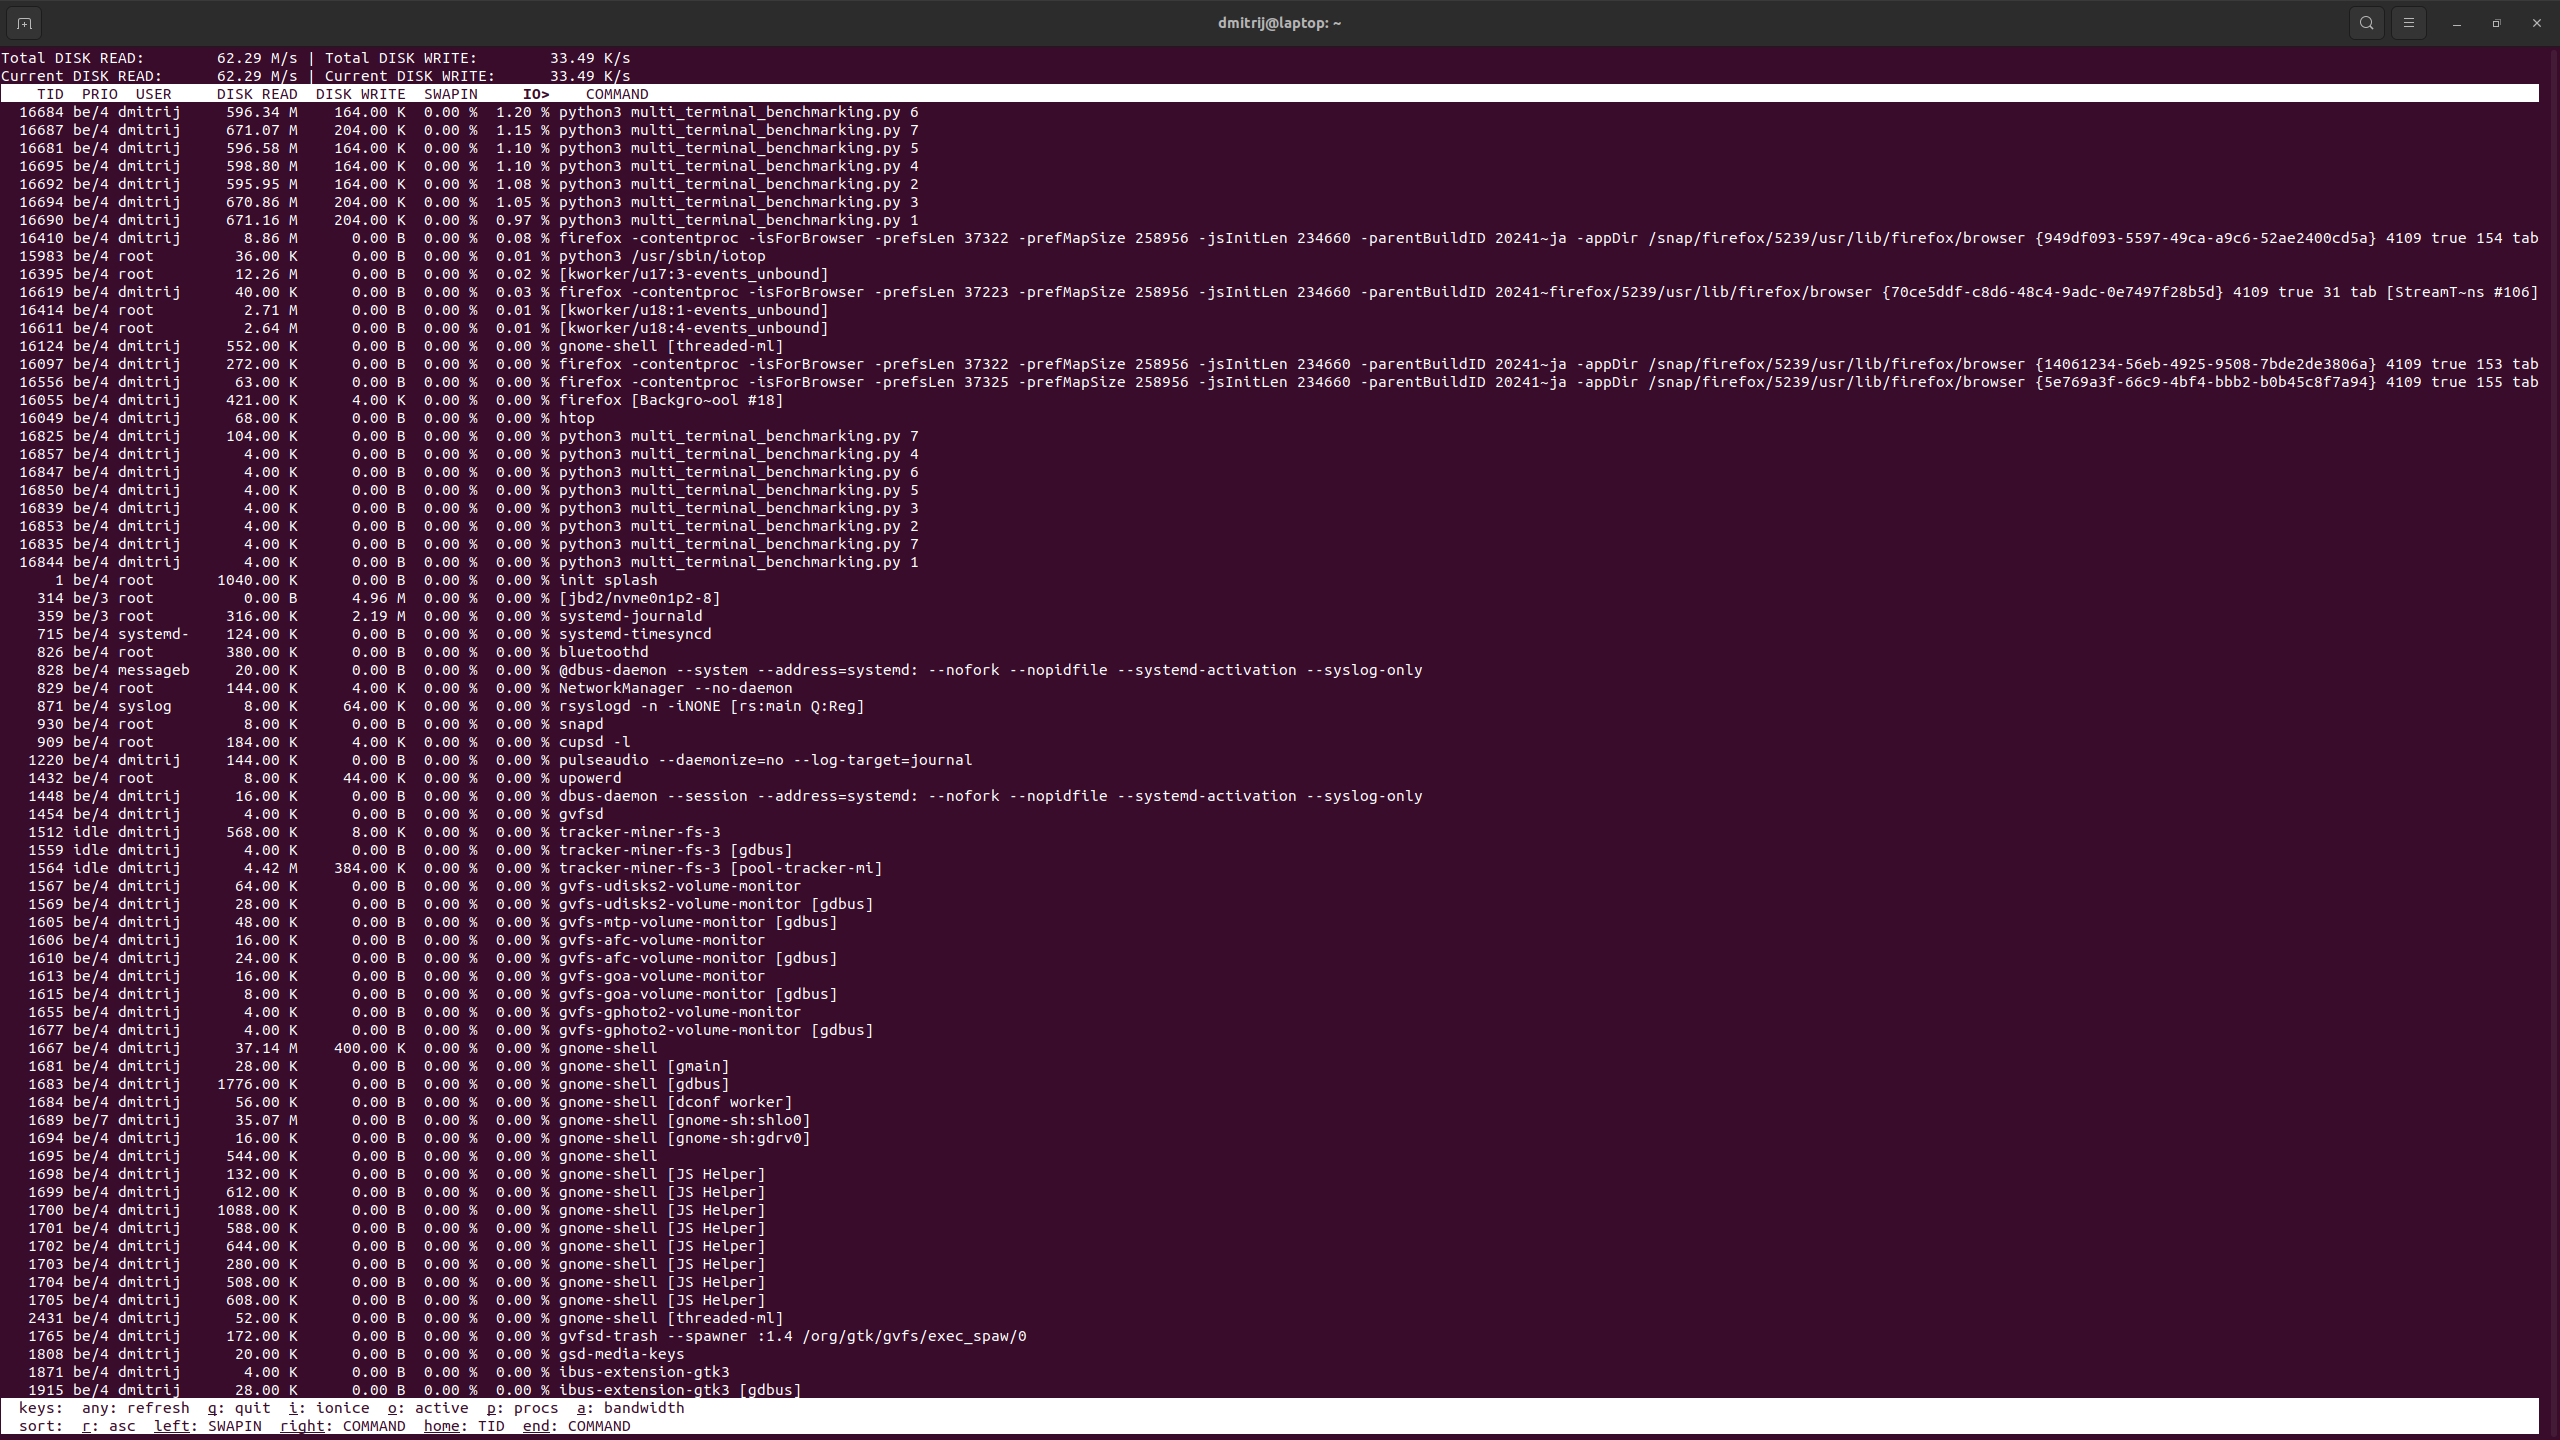 dmitrij@laptop: ~
Total DISK READ:        62.29 M/s | Total DISK WRITE:        33.49 K/s
Current DISK READ:      62.29 M/s | Current DISK WRITE:      33.49 K/s
TID  PRIO  USER     DISK READ  DISK WRITE  SWAPIN     IO>    COMMAND
16684 be/4 dmitrij     596.34 M    164.00 K  0.00 %  1.20 % python3 multi_terminal_benchmarking.py 6
16687 be/4 dmitrij     671.07 M    204.00 K  0.00 %  1.15 % python3 multi_terminal_benchmarking.py 7
16681 be/4 dmitrij     596.58 M    164.00 K  0.00 %  1.10 % python3 multi_terminal_benchmarking.py 5
16695 be/4 dmitrij     598.80 M    164.00 K  0.00 %  1.10 % python3 multi_terminal_benchmarking.py 4
16692 be/4 dmitrij     595.95 M    164.00 K  0.00 %  1.08 % python3 multi_terminal_benchmarking.py 2
16694 be/4 dmitrij     670.86 M    204.00 K  0.00 %  1.05 % python3 multi_terminal_benchmarking.py 3
16690 be/4 dmitrij     671.16 M    204.00 K  0.00 %  0.97 % python3 multi_terminal_benchmarking.py 1
16410 be/4 dmitrij       8.86 M      0.00 B  0.00 %  0.08 % firefox -contentproc -isForBrowser -prefsLen 37322 -prefMapSize 258956 -jsInitLen 234660 -parentBuildID 20241~ja -appDir /snap/firefox/5239/usr/lib/firefox/browser {949df093-5597-49ca-a9c6-52ae2400cd5a} 4109 true 154 tab
15983 be/4 root         36.00 K      0.00 B  0.00 %  0.01 % python3 /usr/sbin/iotop
16395 be/4 root         12.26 M      0.00 B  0.00 %  0.02 % [kworker/u17:3-events_unbound]
16619 be/4 dmitrij      40.00 K      0.00 B  0.00 %  0.03 % firefox -contentproc -isForBrowser -prefsLen 37223 -prefMapSize 258956 -jsInitLen 234660 -parentBuildID 20241~firefox/5239/usr/lib/firefox/browser {70ce5ddf-c8d6-48c4-9adc-0e7497f28b5d} 4109 true 31 tab [StreamT~ns #106]
16414 be/4 root          2.71 M      0.00 B  0.00 %  0.01 % [kworker/u18:1-events_unbound]
16611 be/4 root          2.64 M      0.00 B  0.00 %  0.01 % [kworker/u18:4-events_unbound]
16124 be/4 dmitrij     552.00 K      0.00 B  0.00 %  0.00 % gnome-shell [threaded-ml]
16097 be/4 dmitrij     272.00 K      0.00 B  0.00 %  0.00 % firefox -contentproc -isForBrowser -prefsLen 37322 -prefMapSize 258956 -jsInitLen 234660 -parentBuildID 20241~ja -appDir /snap/firefox/5239/usr/lib/firefox/browser {14061234-56eb-4925-9508-7bde2de3806a} 4109 true 153 tab
16556 be/4 dmitrij      63.00 K      0.00 B  0.00 %  0.00 % firefox -contentproc -isForBrowser -prefsLen 37325 -prefMapSize 258956 -jsInitLen 234660 -parentBuildID 20241~ja -appDir /snap/firefox/5239/usr/lib/firefox/browser {5e769a3f-66c9-4bf4-bbb2-b0b45c8f7a94} 4109 true 155 tab
16055 be/4 dmitrij     421.00 K      4.00 K  0.00 %  0.00 % firefox [Backgro~ool #18]
16049 be/4 dmitrij      68.00 K      0.00 B  0.00 %  0.00 % htop
16825 be/4 dmitrij     104.00 K      0.00 B  0.00 %  0.00 % python3 multi_terminal_benchmarking.py 7
16857 be/4 dmitrij       4.00 K      0.00 B  0.00 %  0.00 % python3 multi_terminal_benchmarking.py 4
16847 be/4 dmitrij       4.00 K      0.00 B  0.00 %  0.00 % python3 multi_terminal_benchmarking.py 6
16850 be/4 dmitrij       4.00 K      0.00 B  0.00 %  0.00 % python3 multi_terminal_benchmarking.py 5
16839 be/4 dmitrij       4.00 K      0.00 B  0.00 %  0.00 % python3 multi_terminal_benchmarking.py 3
16853 be/4 dmitrij       4.00 K      0.00 B  0.00 %  0.00 % python3 multi_terminal_benchmarking.py 2
16835 be/4 dmitrij       4.00 K      0.00 B  0.00 %  0.00 % python3 multi_terminal_benchmarking.py 7
16844 be/4 dmitrij       4.00 K      0.00 B  0.00 %  0.00 % python3 multi_terminal_benchmarking.py 1
1 be/4 root       1040.00 K      0.00 B  0.00 %  0.00 % init splash
314 be/3 root          0.00 B      4.96 M  0.00 %  0.00 % [jbd2/nvme0n1p2-8]
359 be/3 root        316.00 K      2.19 M  0.00 %  0.00 % systemd-journald
715 be/4 systemd-    124.00 K      0.00 B  0.00 %  0.00 % systemd-timesyncd
826 be/4 root        380.00 K      0.00 B  0.00 %  0.00 % bluetoothd
828 be/4 messageb     20.00 K      0.00 B  0.00 %  0.00 % @dbus-daemon --system --address=systemd: --nofork --nopidfile --systemd-activation --syslog-only
829 be/4 root        144.00 K      4.00 K  0.00 %  0.00 % NetworkManager --no-daemon
871 be/4 syslog        8.00 K     64.00 K  0.00 %  0.00 % rsyslogd -n -iNONE [rs:main Q:Reg]
930 be/4 root          8.00 K      0.00 B  0.00 %  0.00 % snapd
909 be/4 root        184.00 K      4.00 K  0.00 %  0.00 % cupsd -l
1220 be/4 dmitrij     144.00 K      0.00 B  0.00 %  0.00 % pulseaudio --daemonize=no --log-target=journal
1432 be/4 root          8.00 K     44.00 K  0.00 %  0.00 % upowerd
1448 be/4 dmitrij      16.00 K      0.00 B  0.00 %  0.00 % dbus-daemon --session --address=systemd: --nofork --nopidfile --systemd-activation --syslog-only
1454 be/4 dmitrij       4.00 K      0.00 B  0.00 %  0.00 % gvfsd
1512 idle dmitrij     568.00 K      8.00 K  0.00 %  0.00 % tracker-miner-fs-3
1559 idle dmitrij       4.00 K      0.00 B  0.00 %  0.00 % tracker-miner-fs-3 [gdbus]
1564 idle dmitrij       4.42 M    384.00 K  0.00 %  0.00 % tracker-miner-fs-3 [pool-tracker-mi]
1567 be/4 dmitrij      64.00 K      0.00 B  0.00 %  0.00 % gvfs-udisks2-volume-monitor
1569 be/4 dmitrij      28.00 K      0.00 B  0.00 %  0.00 % gvfs-udisks2-volume-monitor [gdbus]
1605 be/4 dmitrij      48.00 K      0.00 B  0.00 %  0.00 % gvfs-mtp-volume-monitor [gdbus]
1606 be/4 dmitrij      16.00 K      0.00 B  0.00 %  0.00 % gvfs-afc-volume-monitor
1610 be/4 dmitrij      24.00 K      0.00 B  0.00 %  0.00 % gvfs-afc-volume-monitor [gdbus]
1613 be/4 dmitrij      16.00 K      0.00 B  0.00 %  0.00 % gvfs-goa-volume-monitor
1615 be/4 dmitrij       8.00 K      0.00 B  0.00 %  0.00 % gvfs-goa-volume-monitor [gdbus]
1655 be/4 dmitrij       4.00 K      0.00 B  0.00 %  0.00 % gvfs-gphoto2-volume-monitor
1677 be/4 dmitrij       4.00 K      0.00 B  0.00 %  0.00 % gvfs-gphoto2-volume-monitor [gdbus]
1667 be/4 dmitrij      37.14 M    400.00 K  0.00 %  0.00 % gnome-shell
1681 be/4 dmitrij      28.00 K      0.00 B  0.00 %  0.00 % gnome-shell [gmain]
1683 be/4 dmitrij    1776.00 K      0.00 B  0.00 %  0.00 % gnome-shell [gdbus]
1684 be/4 dmitrij      56.00 K      0.00 B  0.00 %  0.00 % gnome-shell [dconf worker]
1689 be/7 dmitrij      35.07 M      0.00 B  0.00 %  0.00 % gnome-shell [gnome-sh:shlo0]
1694 be/4 dmitrij      16.00 K      0.00 B  0.00 %  0.00 % gnome-shell [gnome-sh:gdrv0]
1695 be/4 dmitrij     544.00 K      0.00 B  0.00 %  0.00 % gnome-shell
1698 be/4 dmitrij     132.00 K      0.00 B  0.00 %  0.00 % gnome-shell [JS Helper]
1699 be/4 dmitrij     612.00 K      0.00 B  0.00 %  0.00 % gnome-shell [JS Helper]
1700 be/4 dmitrij    1088.00 K      0.00 B  0.00 %  0.00 % gnome-shell [JS Helper]
1701 be/4 dmitrij     588.00 K      0.00 B  0.00 %  0.00 % gnome-shell [JS Helper]
1702 be/4 dmitrij     644.00 K      0.00 B  0.00 %  0.00 % gnome-shell [JS Helper]
1703 be/4 dmitrij     280.00 K      0.00 B  0.00 %  0.00 % gnome-shell [JS Helper]
1704 be/4 dmitrij     508.00 K      0.00 B  0.00 %  0.00 % gnome-shell [JS Helper]
1705 be/4 dmitrij     608.00 K      0.00 B  0.00 %  0.00 % gnome-shell [JS Helper]
2431 be/4 dmitrij      52.00 K      0.00 B  0.00 %  0.00 % gnome-shell [threaded-ml]
1765 be/4 dmitrij     172.00 K      0.00 B  0.00 %  0.00 % gvfsd-trash --spawner :1.4 /org/gtk/gvfs/exec_spaw/0
1808 be/4 dmitrij      20.00 K      0.00 B  0.00 %  0.00 % gsd-media-keys
1871 be/4 dmitrij       4.00 K      0.00 B  0.00 %  0.00 % ibus-extension-gtk3
1915 be/4 dmitrij      28.00 K      0.00 B  0.00 %  0.00 % ibus-extension-gtk3 [gdbus]
keys:  any: refresh  q: quit  i: ionice  o: active  p: procs  a: bandwidth
sort:  r: asc  left: SWAPIN  right: COMMAND  home: TID  end: COMMAND